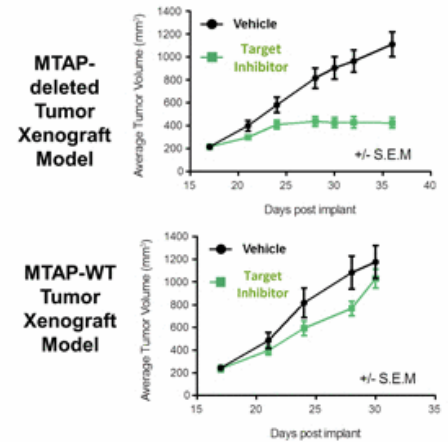 MTAP-
deleted
Tumor
Xenograft
Model
Average Tumor Volume (mm³)
1400
1200
1000
800
600
400
200
0
Vehicle
Target
Inhibitor
+/- S.E.M
15 20 25 30 35 40
Days post implant
MTAP-WT
Tumor
Xenograft
Model
Average Tumor Volume (mm³)
1400
1200
1000
800
600
400
200
0
Vehicle
Target
Inhibitor
+/- S.E.M
15 20 25 30 35
Days post implant